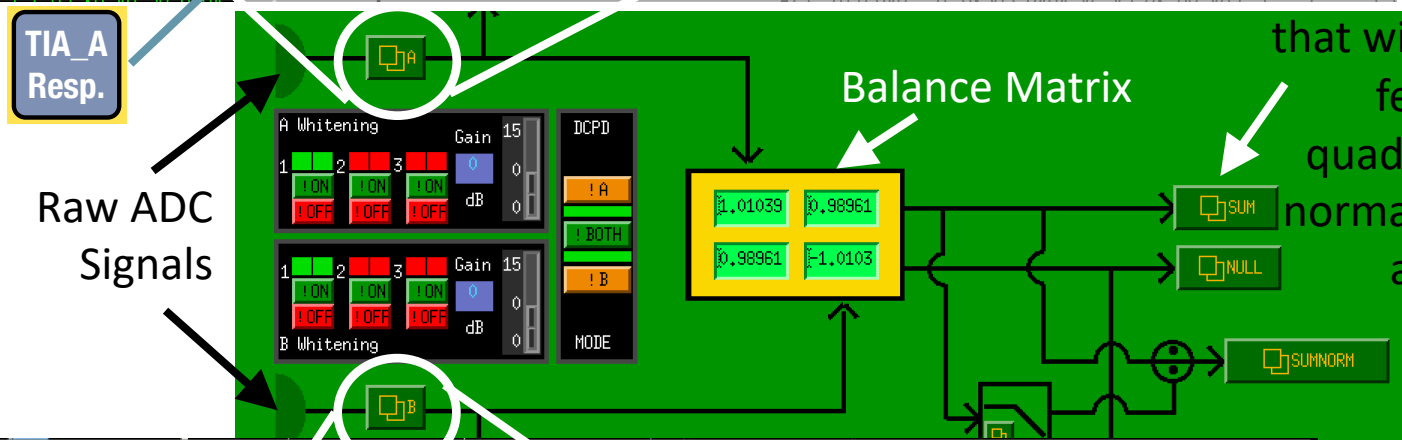 TIA_A
Resp.
A
that wi
fe
quad
norma
a
Balance Matrix
A Whitening
Gain
15
1
2
3
0
0
!ON
!ON
!ON
dB
!OFF
!OFF
!OFF
0
DCPD
!A
!BOTH
!B
MODE
Raw ADC
Signals
1.01039
0.98961
0.98961
-1.0103
SUM
NULL
SUMNORM
1
2
3
Gain
15
0
!ON
!ON
!ON
0
!OFF
!OFF
!OFF
dB
0
B Whitening
B